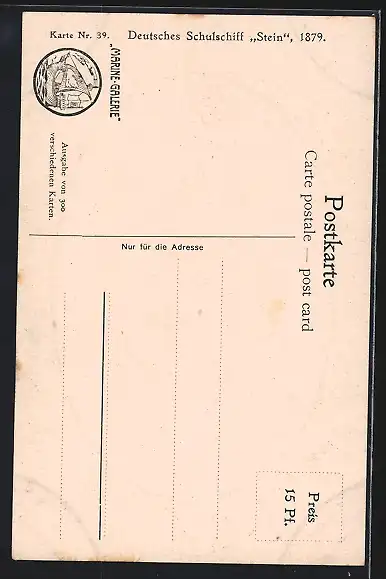 Karte Nr. 39. Deutsches Schulschiff „Stein“, 1879.
„MARINE-GALERIE“
Ausgabe von 300
verschiedenen Karten.
Postkarte
Carte postale — post card
Nur für die Adresse
Preis
15 Pf.